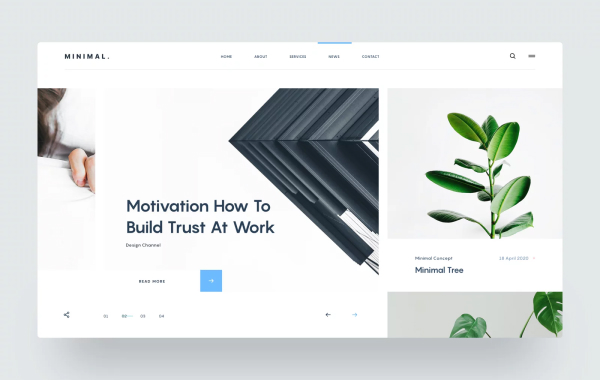 MINIMAL.
HOME ABOUT SERVICES NEWS CONTACT
Motivation How To
Build Trust At Work
Design Channel
READ MORE
01 02 03 04
Minimal Concept 18 April 2020
Minimal Tree